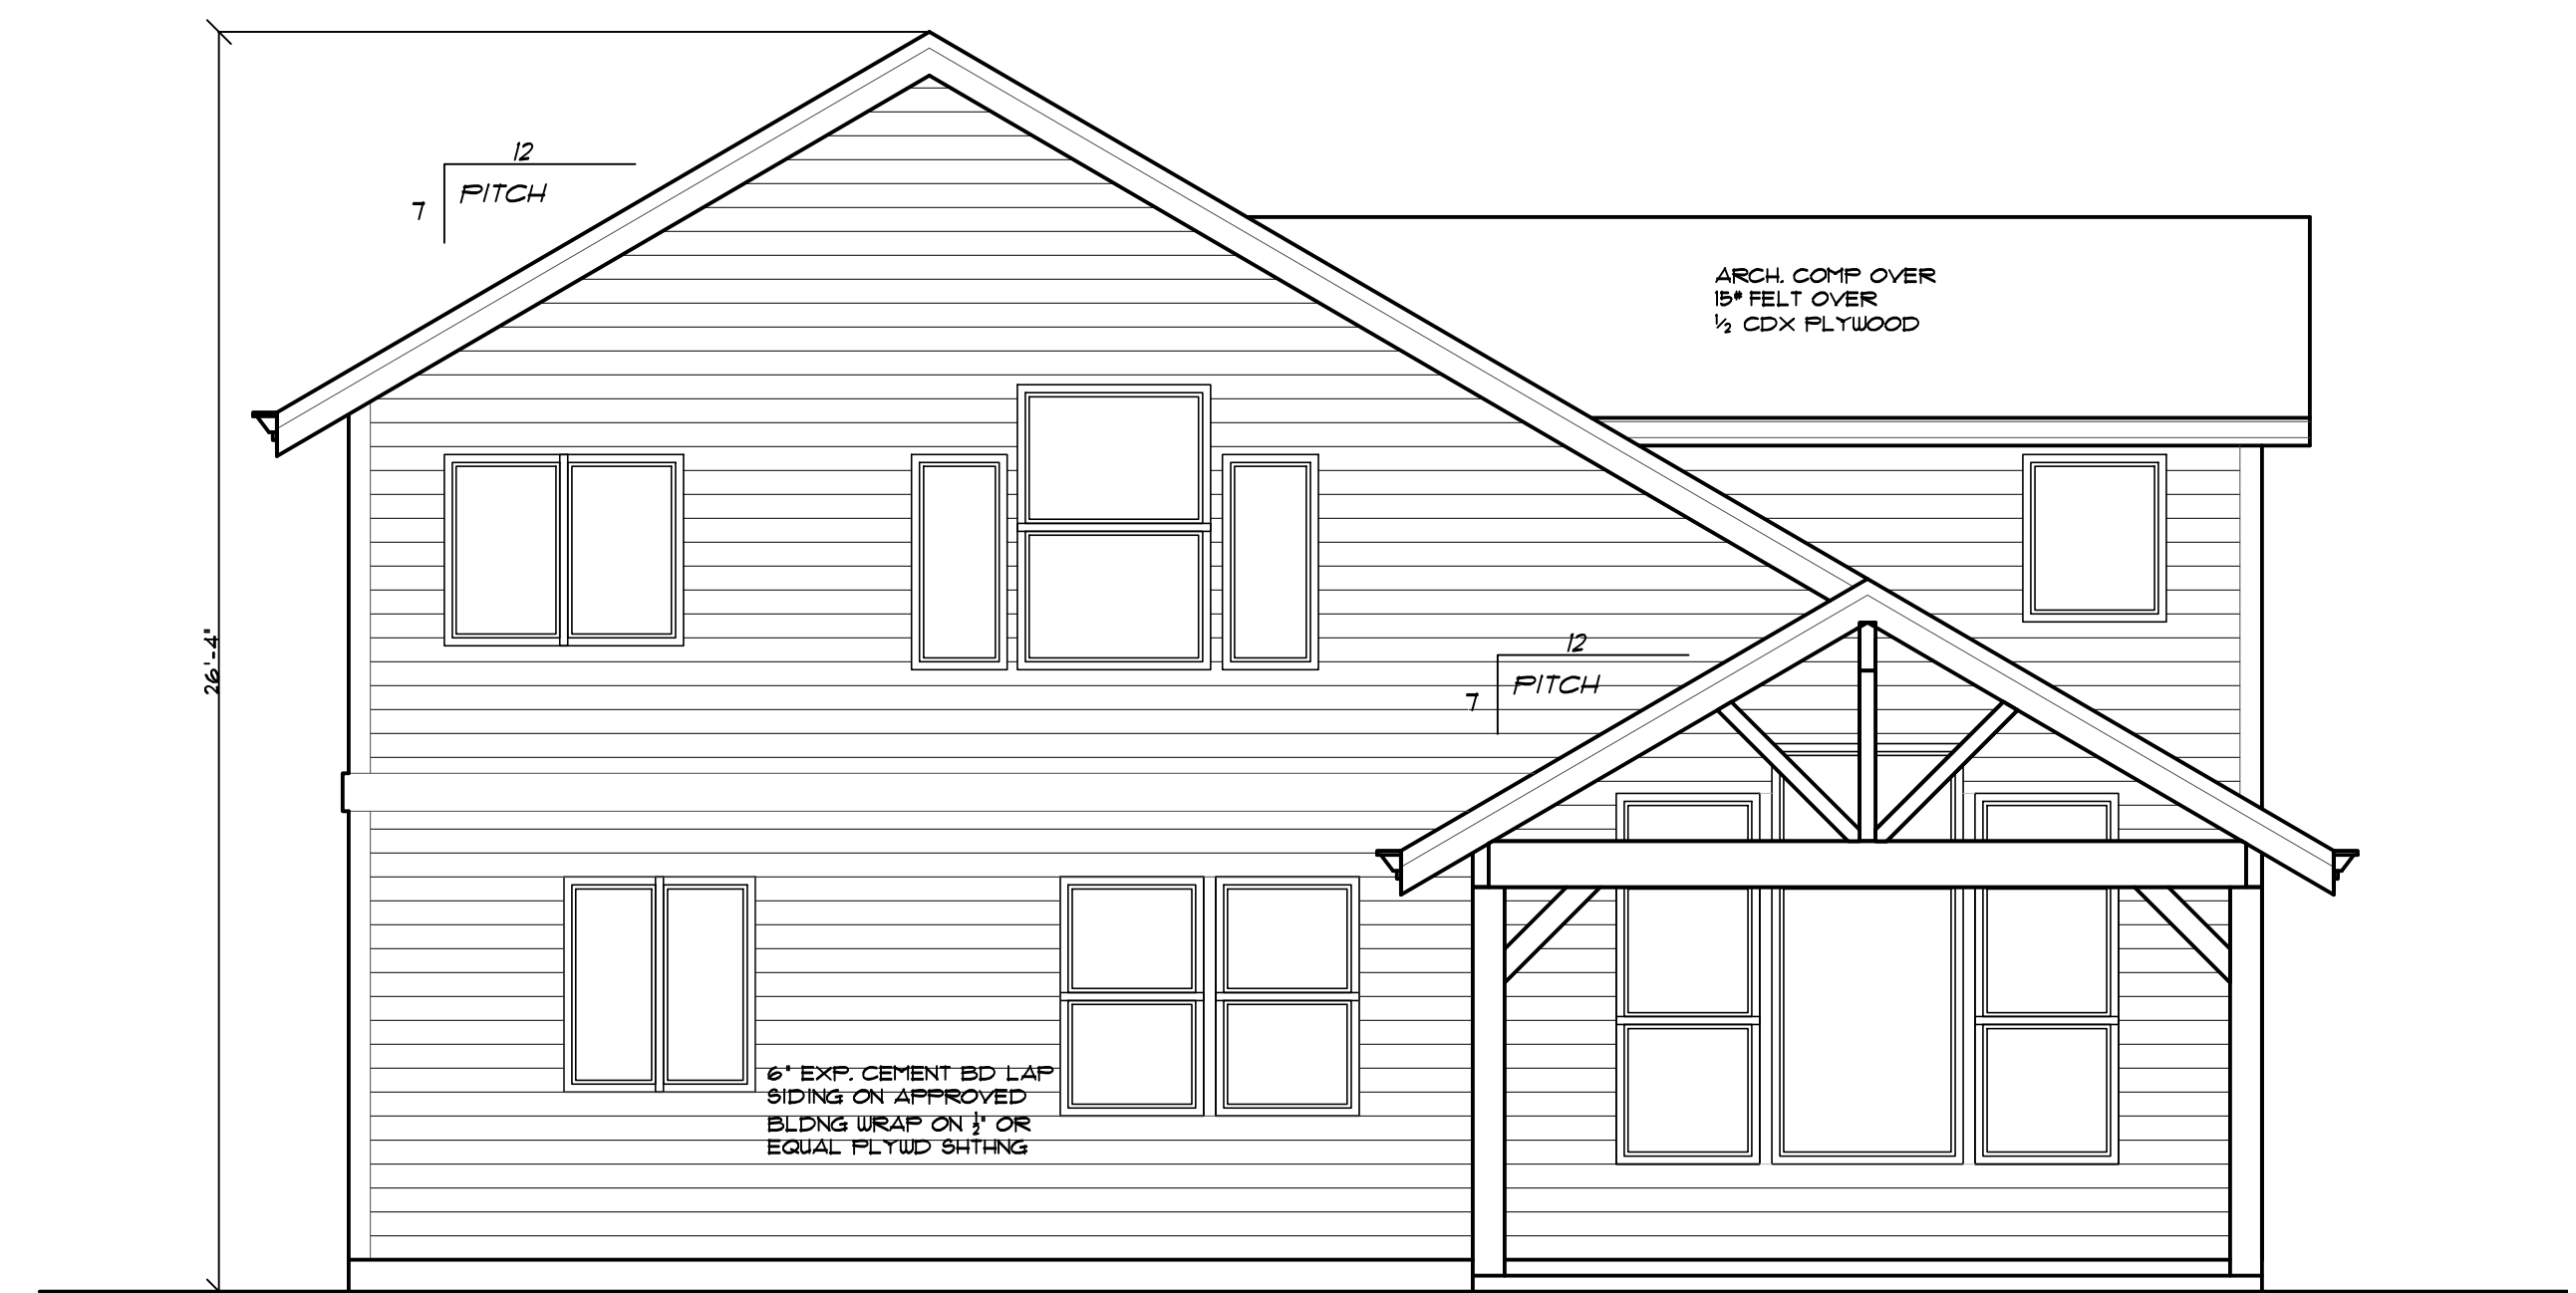 12
PITCH
7
ARCH. COMP OVER
15# FELT OVER
½ CDX PLYWOOD
26'-4"
12
PITCH
7
6" EXP. CEMENT BD LAP
SIDING ON APPROVED
BLDNG WRAP ON ½" OR
EQUAL PLYWD SHTHNG